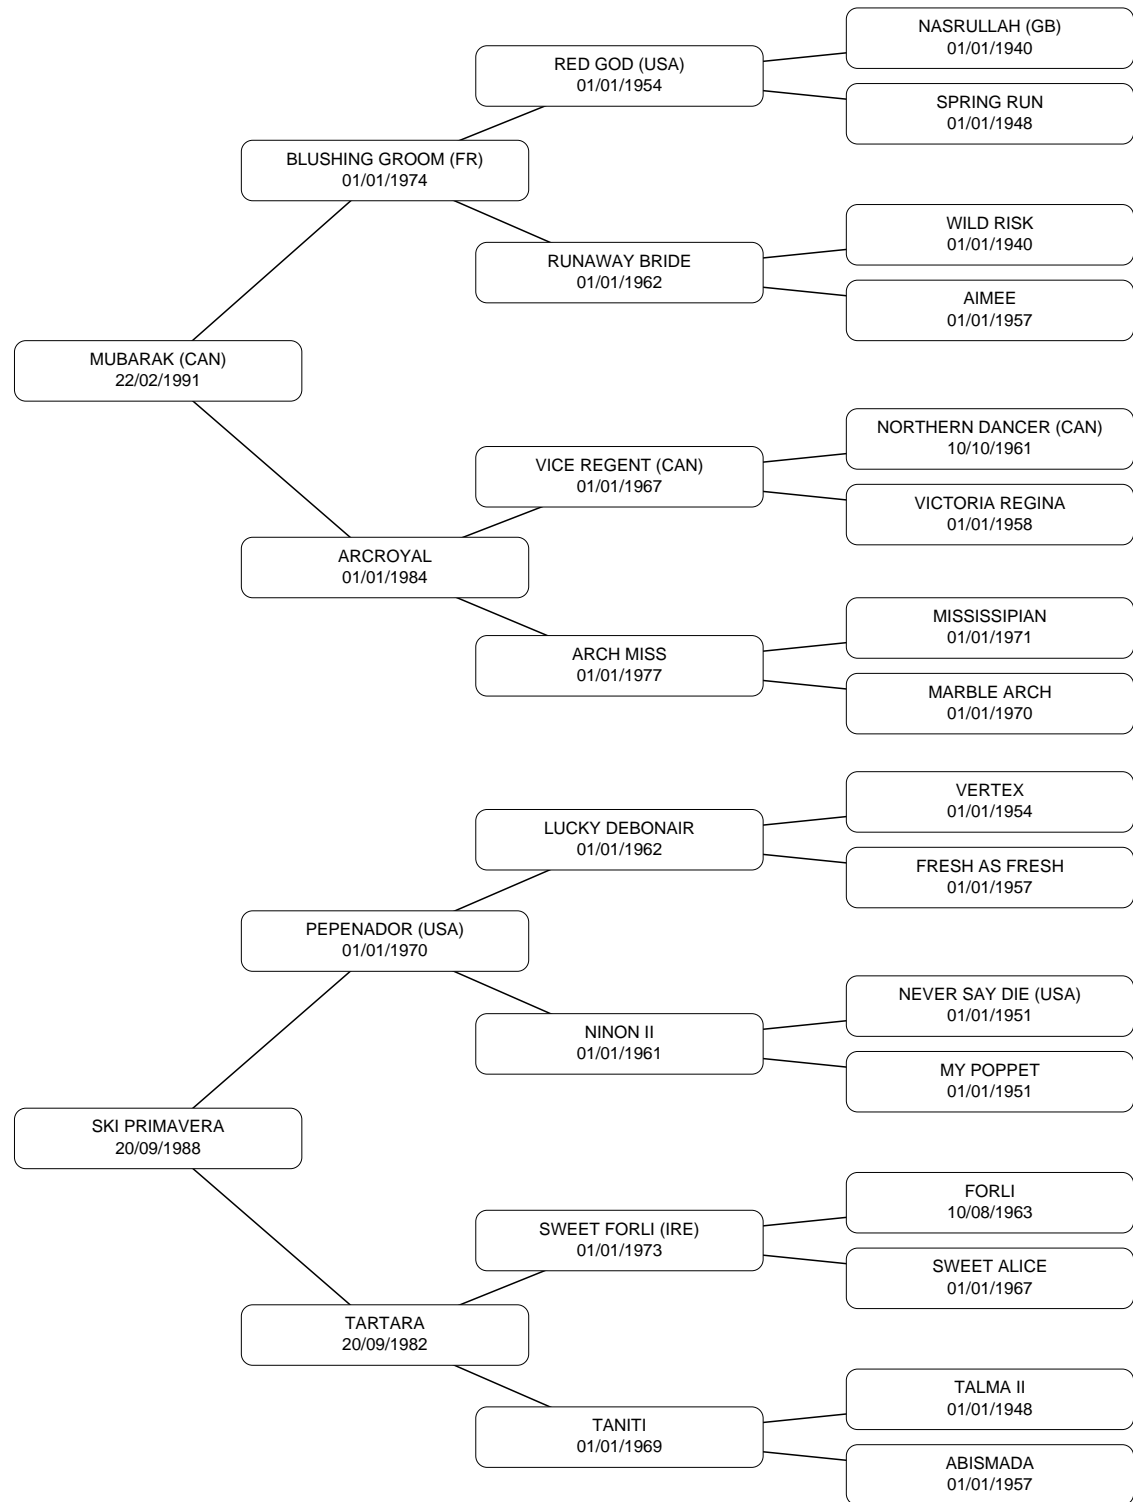 NASRULLAH (GB)
01/01/1940
RED GOD (USA)
01/01/1954
SPRING RUN
01/01/1948
BLUSHING GROOM (FR)
01/01/1974
WILD RISK
01/01/1940
RUNAWAY BRIDE
01/01/1962
AIMEE
01/01/1957
MUBARAK (CAN)
22/02/1991
NORTHERN DANCER (CAN)
10/10/1961
VICE REGENT (CAN)
01/01/1967
VICTORIA REGINA
01/01/1958
ARCROYAL
01/01/1984
MISSISSIPIAN
01/01/1971
ARCH MISS
01/01/1977
MARBLE ARCH
01/01/1970
VERTEX
01/01/1954
LUCKY DEBONAIR
01/01/1962
FRESH AS FRESH
01/01/1957
PEPENADOR (USA)
01/01/1970
NEVER SAY DIE (USA)
01/01/1951
NINON II
01/01/1961
MY POPPET
01/01/1951
SKI PRIMAVERA
20/09/1988
FORLI
10/08/1963
SWEET FORLI (IRE)
01/01/1973
SWEET ALICE
01/01/1967
TARTARA
20/09/1982
TALMA II
01/01/1948
TANITI
01/01/1969
ABISMADA
01/01/1957